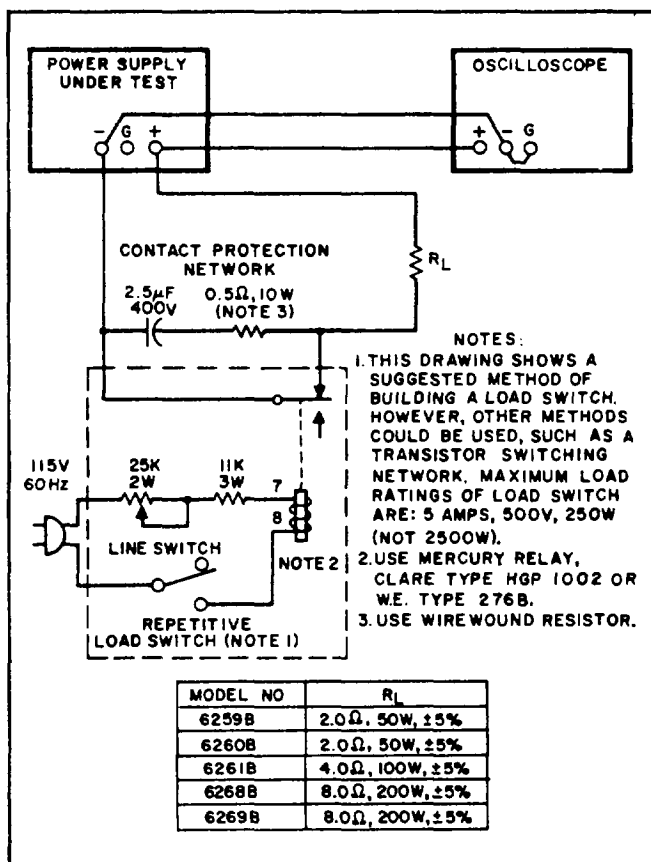 POWER SUPPLY
UNDER TEST
- G +
OSCILLOSCOPE
+ - G
CONTACT PROTECTION
NETWORK
2.5µF
400V
0.5Ω, 10W
(NOTE 3)
RL
115V
60HZ
25K
2W
11K
3W
7
8
LINE SWITCH
NOTE 2
REPETITIVE
LOAD SWITCH (NOTE 1)
NOTES:
1. THIS DRAWING SHOWS A
SUGGESTED METHOD OF
BUILDING A LOAD SWITCH.
HOWEVER, OTHER METHODS
COULD BE USED, SUCH AS A
TRANSISTOR SWITCHING
NETWORK. MAXIMUM LOAD
RATINGS OF LOAD SWITCH
ARE: 5 AMPS, 500V, 250W
(NOT 2500W).
2. USE MERCURY RELAY,
CLARE TYPE HGP 1002 OR
W.E. TYPE 276B.
3. USE WIREWOUND RESISTOR.
MODEL NO RL
6259B 2.0Ω, 50W, ±5%
6260B 2.0Ω, 50W, ±5%
6261B 4.0Ω, 100W, ±5%
6268B 8.0Ω, 200W, ±5%
6269B 8.0Ω, 200W, ±5%